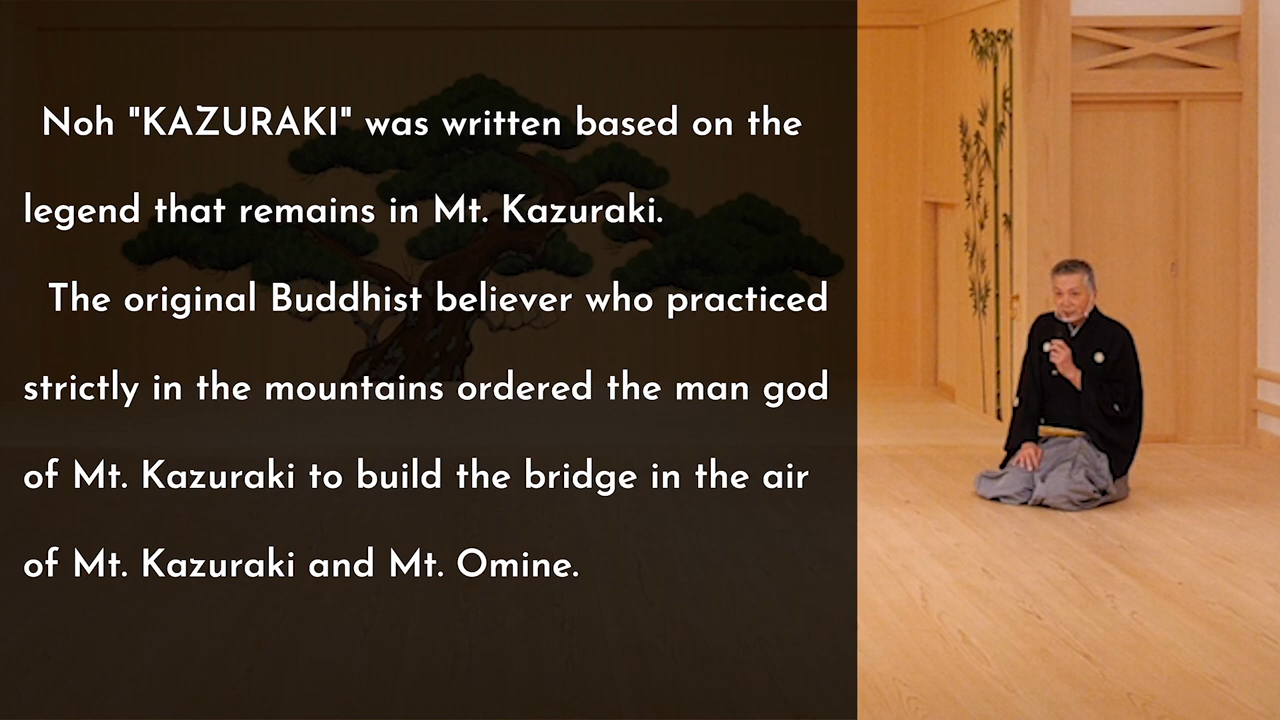 Noh "KAZURAKI" was written based on the
legend that remains in Mt. Kazuraki.
The original Buddhist believer who practiced
strictly in the mountains ordered the man god
of Mt. Kazuraki to build the bridge in the air
of Mt. Kazuraki and Mt. Omine.